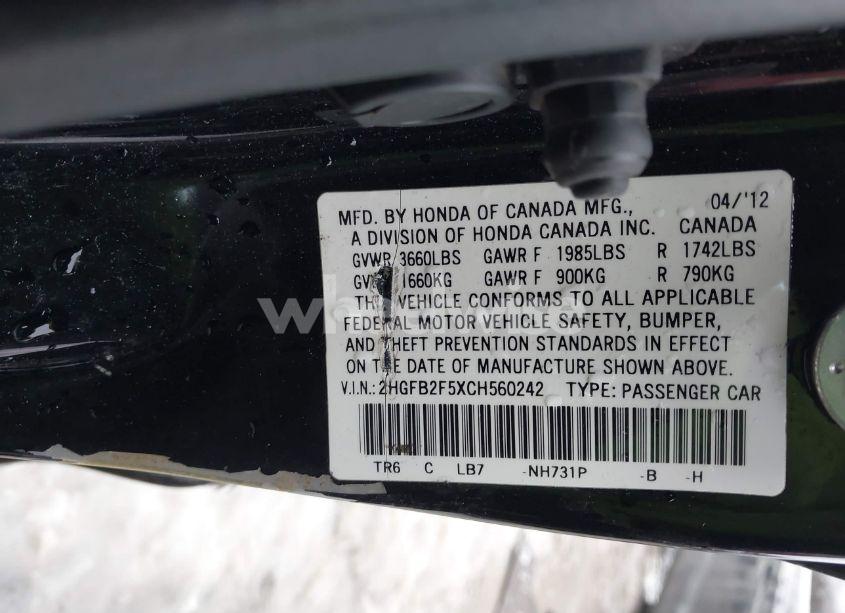 MFD. BY HONDA OF CANADA MFG., 04/'12
A DIVISION OF HONDA CANADA INC. CANADA
GVWR 3660LBS GAWR F 1985LBS R 1742LBS
GVW 1660KG GAWR F 900KG R 790KG
THIS VEHICLE CONFORMS TO ALL APPLICABLE
FEDERAL MOTOR VEHICLE SAFETY, BUMPER,
AND THEFT PREVENTION STANDARDS IN EFFECT
ON THE DATE OF MANUFACTURE SHOWN ABOVE.
V.I.N.: 2HGFB2F5XCH560242 TYPE: PASSENGER CAR
TR6 C LB7 -NH731P -B -H